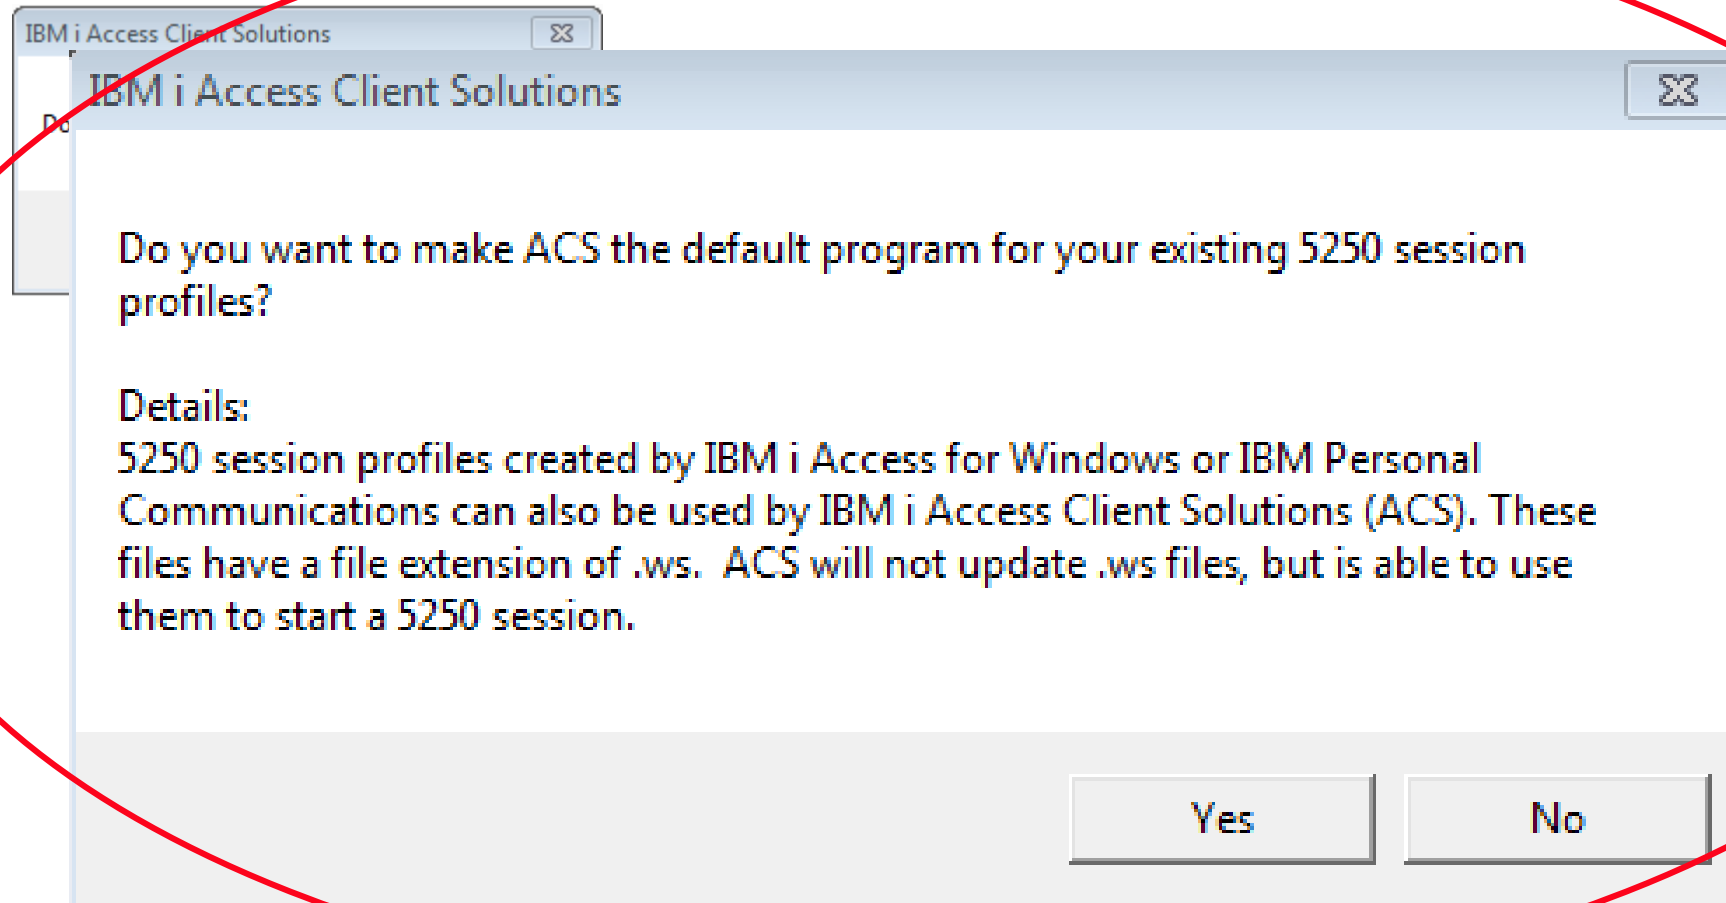 IBM i Access Client Solutions
IBM i Access Client Solutions
Do you want to make ACS the default program for your existing 5250 session
profiles?
Details:
5250 session profiles created by IBM i Access for Windows or IBM Personal
Communications can also be used by IBM i Access Client Solutions (ACS). These
files have a file extension of .ws.  ACS will not update .ws files, but is able to use
them to start a 5250 session.
Yes
No